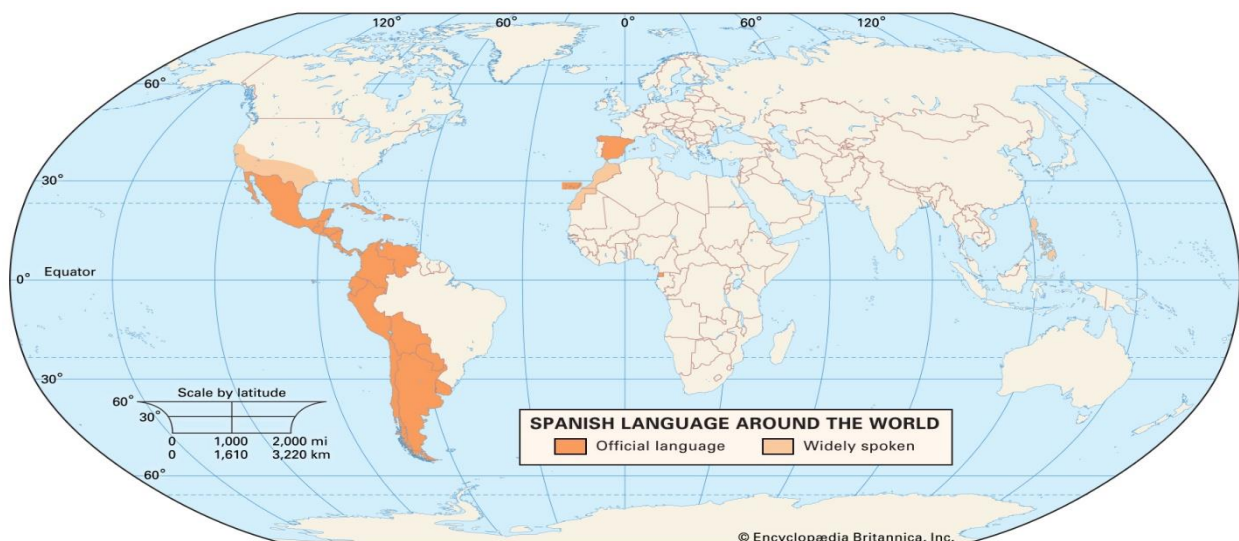 120° 60° 0° 60° 120°
60°
30°
0° Equator
30°
60°
Scale by latitude
60°
30°
0 1,000 2,000 mi
0 1,610 3,220 km
SPANISH LANGUAGE AROUND THE WORLD
Official language Widely spoken
© Encyclopædia Britannica, Inc.